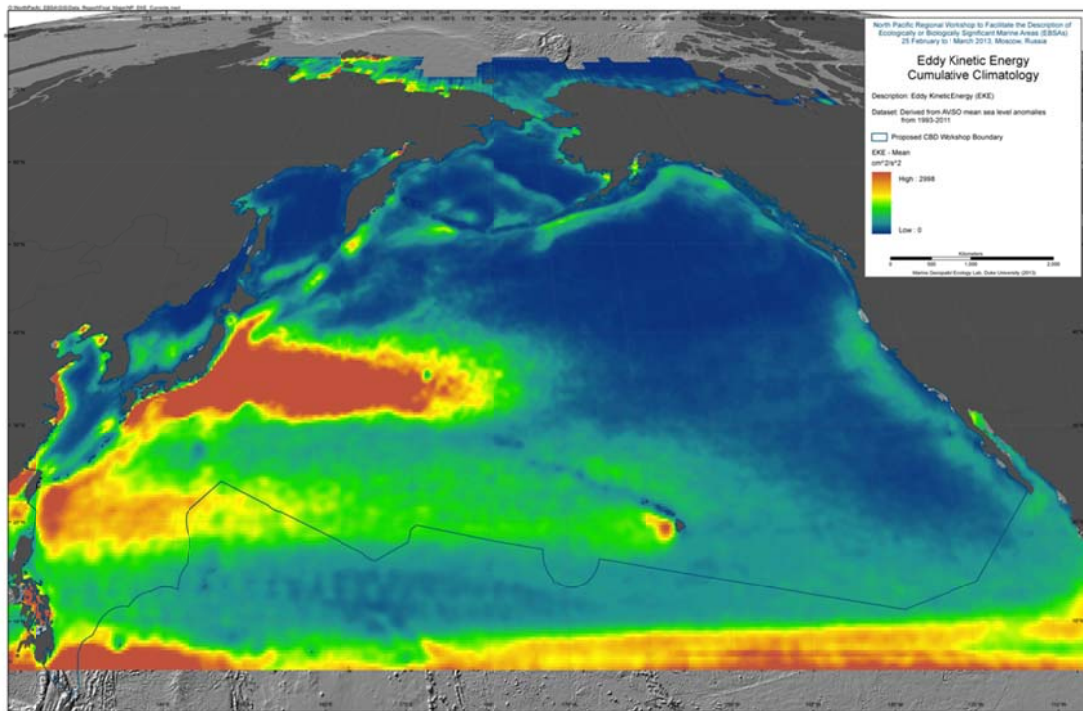 North Pacific Regional Workshop to Facilitate the Description of
Ecologically or Biologically Significant Marine Areas (EBSAs)
25 February to 1 March 2013, Moscow, Russia
Eddy Kinetic Energy
Cumulative Climatology
Description: Eddy KineticEnergy (EKE)
Dataset: Derived from AVISO mean sea level anomalies
from 1993-2011
Proposed CBD Workshop Boundary
EKE - Mean
cm^2/s^2
High : 2998
Low : 0
Kilometers
0 500 1,000 2,000
Marine Geospatial Ecology Lab, Duke University (2013)